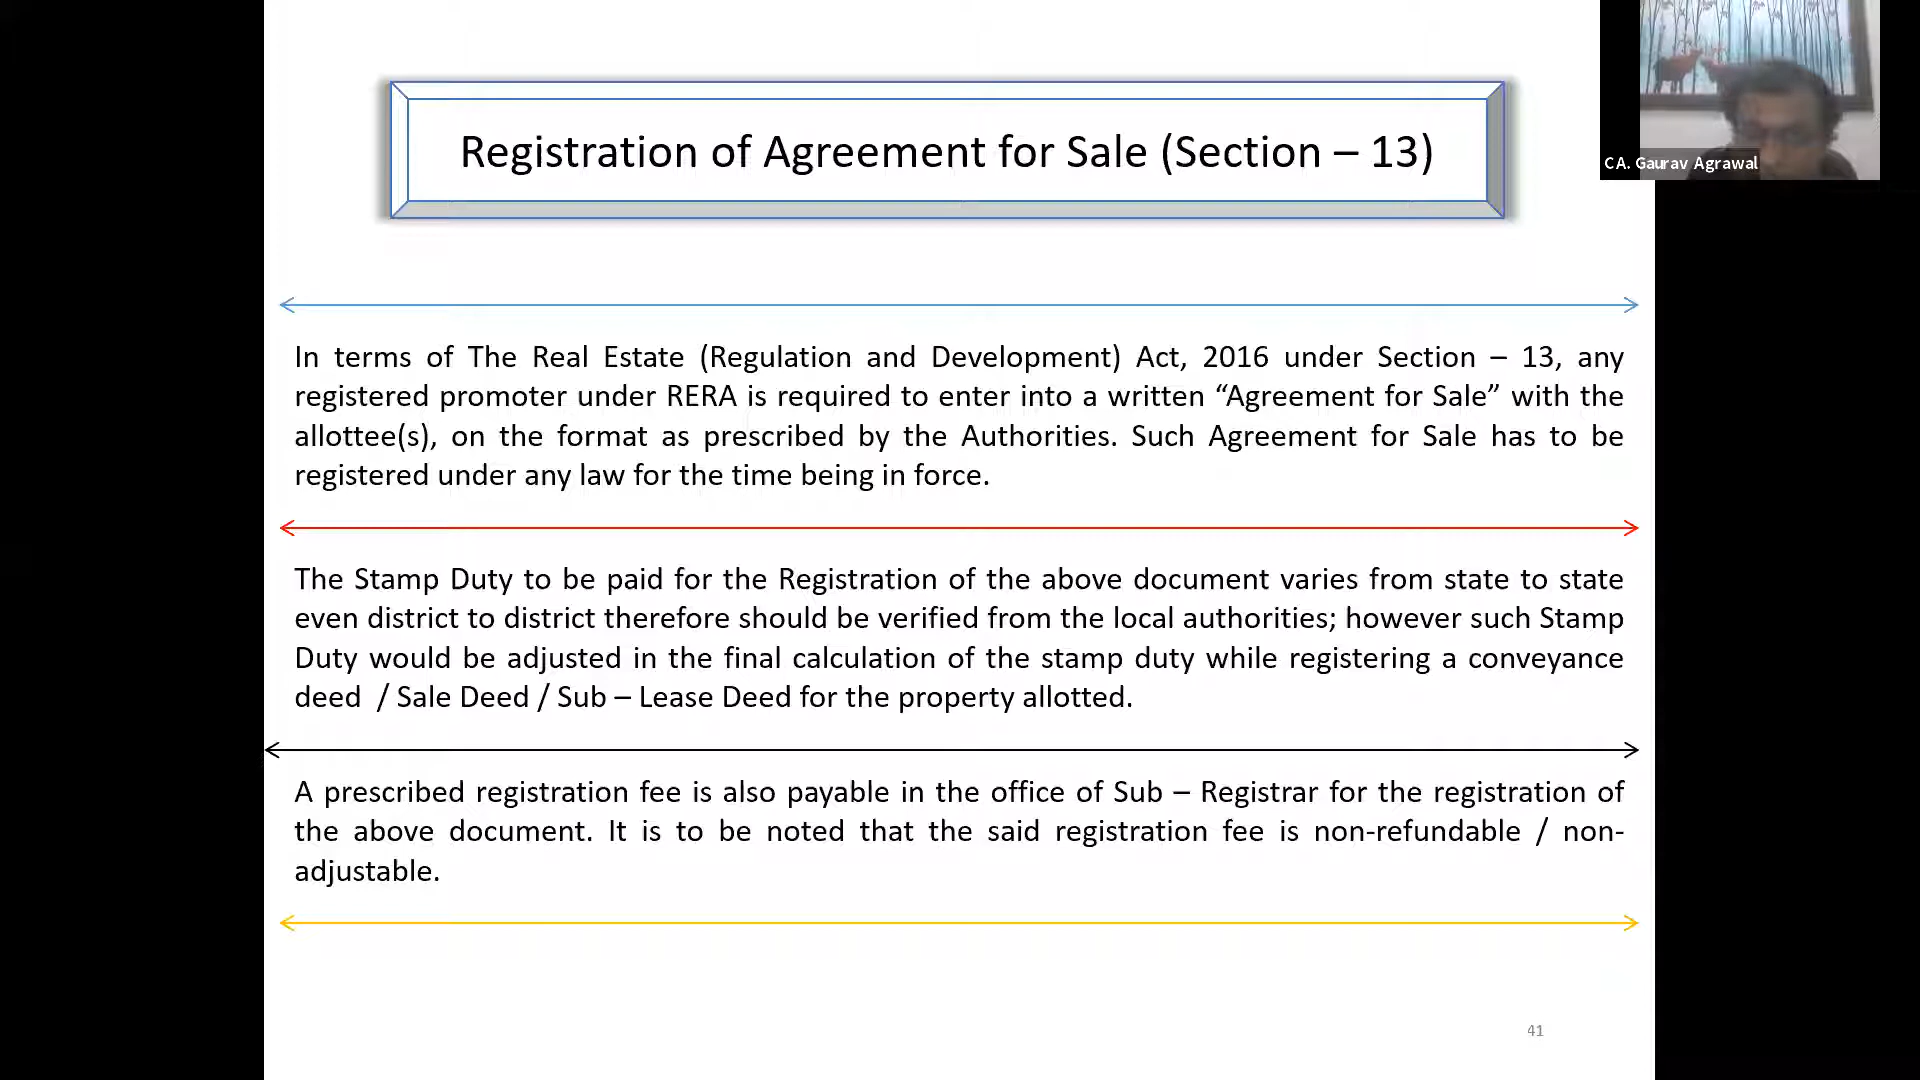 Registration of Agreement for Sale (Section – 13)
C A. Gaurav Agrawal
In terms of The Real Estate (Regulation and Development) Act, 2016 under Section – 13, any
registered promoter under RERA is required to enter into a written “Agreement for Sale” with the
allottee(s), on the format as prescribed by the Authorities. Such Agreement for Sale has to be
registered under any law for the time being in force.
The Stamp Duty to be paid for the Registration of the above document varies from state to state
even district to district therefore should be verified from the local authorities; however such Stamp
Duty would be adjusted in the final calculation of the stamp duty while registering a conveyance
deed / Sale Deed / Sub – Lease Deed for the property allotted.
A prescribed registration fee is also payable in the office of Sub – Registrar for the registration of
the above document. It is to be noted that the said registration fee is non-refundable / non-
adjustable.
41